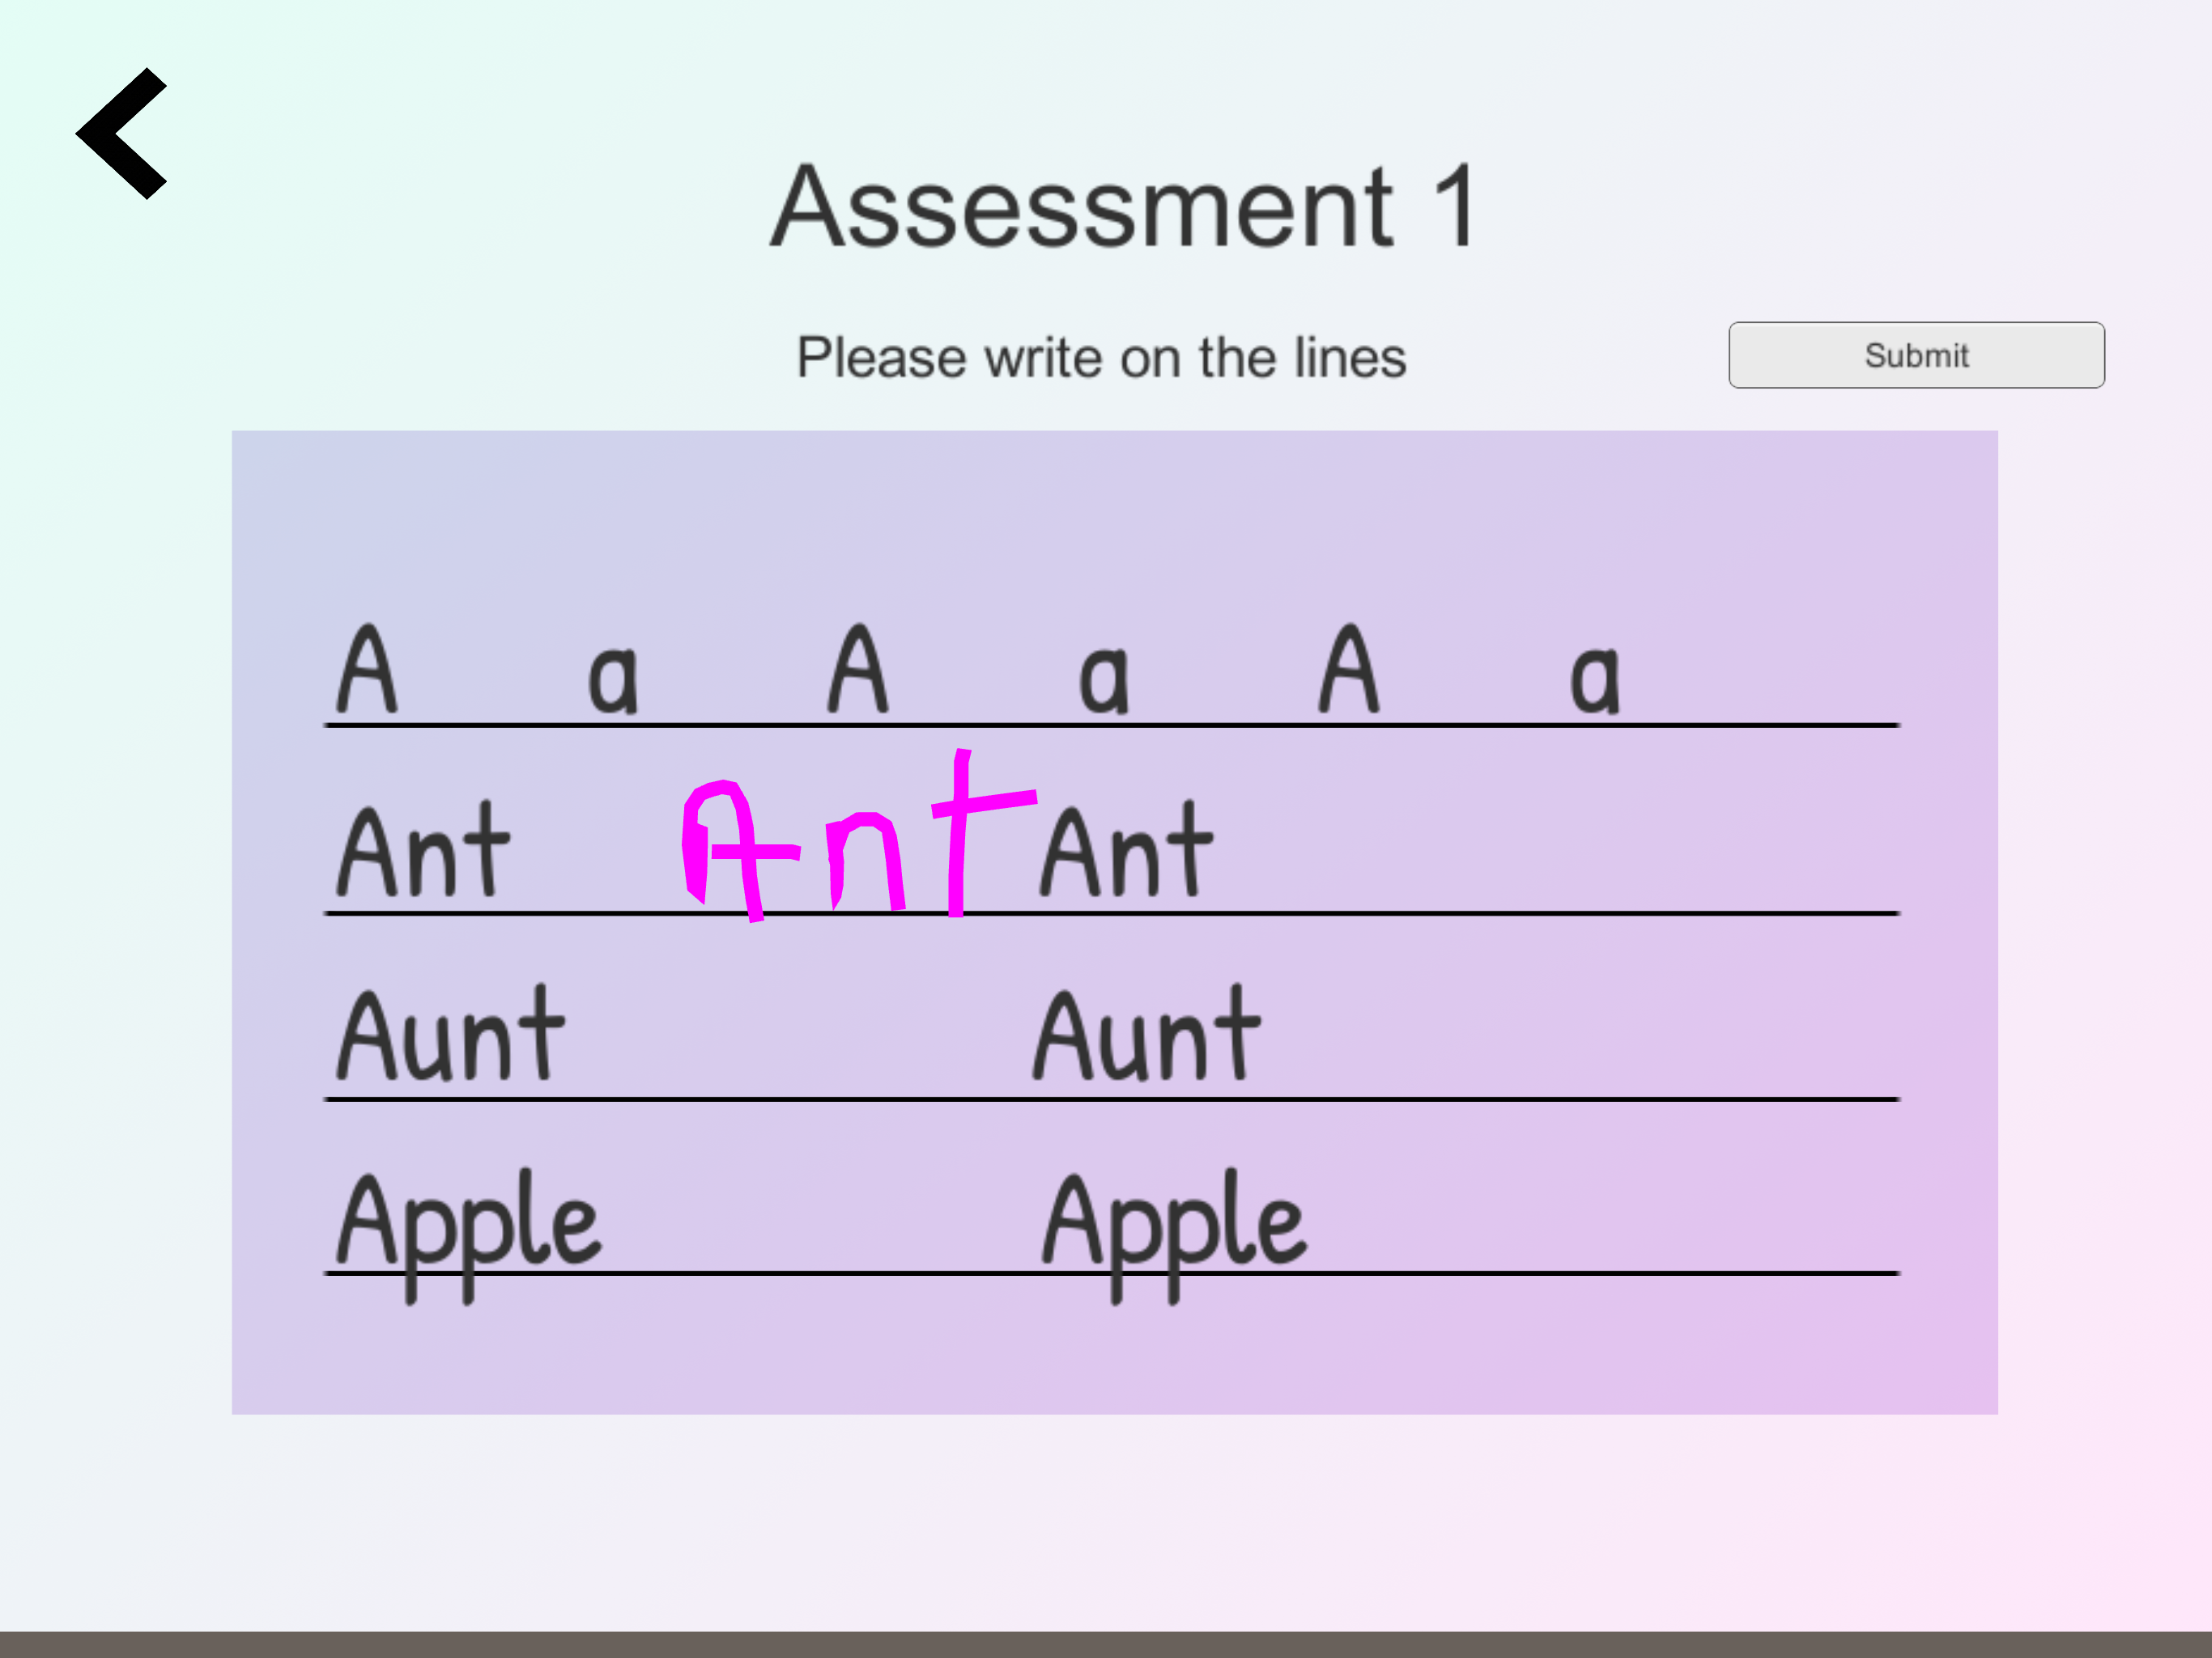 Assessment 1
Please write on the lines
Submit
A a A a A a
Ant Ant Ant
Aunt Aunt
Apple Apple